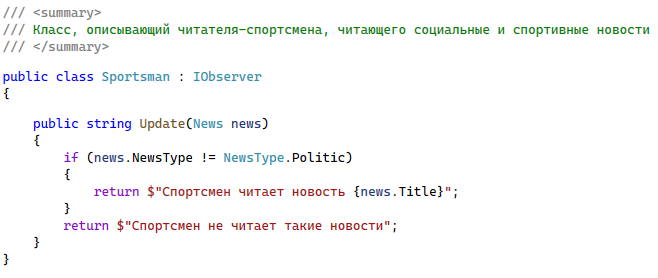 /// <summary>
/// Класс, описывающий читателя-спортсмена, читающего социальные и спортивные новости
/// </summary>
public class Sportsman : IObserver
{
    public string Update(News news)
    {
        if (news.NewsType != NewsType.Politic)
        {
            return $"Спортсмен читает новость {news.Title}";
        }
        return $"Спортсмен не читает такие новости";
    }
}